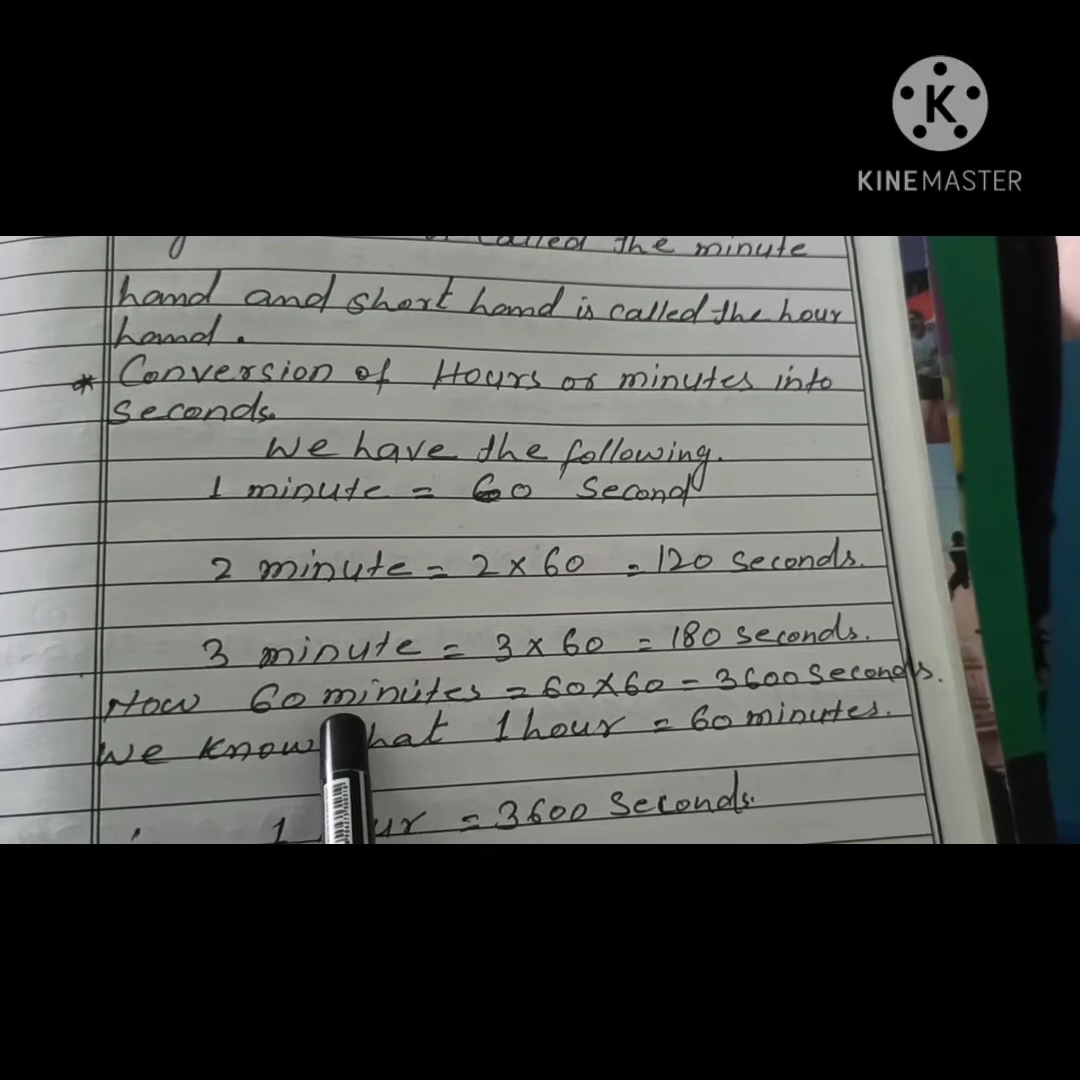 K
KINEMASTER
called the minute
hand and short hand is called the hour
hand.
* Conversion of Hours or minutes into
seconds.
We have the following.
1 minute = 60 Second
2 minute = 2 x 60 = 120 seconds.
3 minute = 3 x 60 = 180 seconds.
Now 60 minutes = 60x60 = 3600 Seconds.
We know that 1 hour = 60 minutes.
1 = 3600 Seconds.